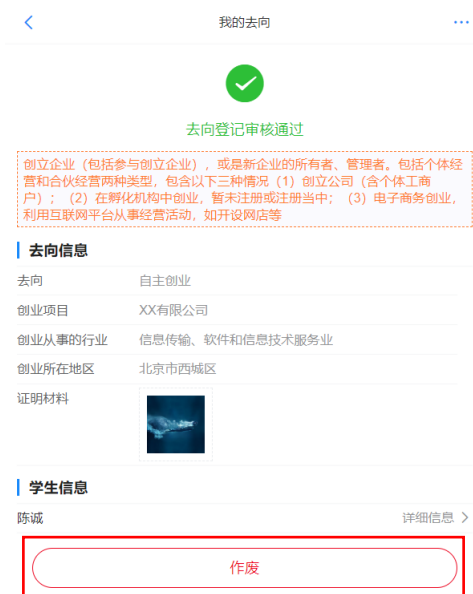 我的去向
去向登记审核通过
创立企业（包括参与创立企业），或是新企业的所有者、管理者。包括个体经
营和合伙经营两种类型，包含以下三种情况（1）创立公司（含个体工商
户）；（2）在孵化机构中创业，暂未注册或注册当中；（3）电子商务创业，
利用互联网平台从事经营活动，如开设网店等
去向信息
去向 自主创业
创业项目 XX有限公司
创业从事的行业 信息传输、软件和信息技术服务业
创业所在地区 北京市西城区
证明材料
学生信息
陈诚 详细信息
作废